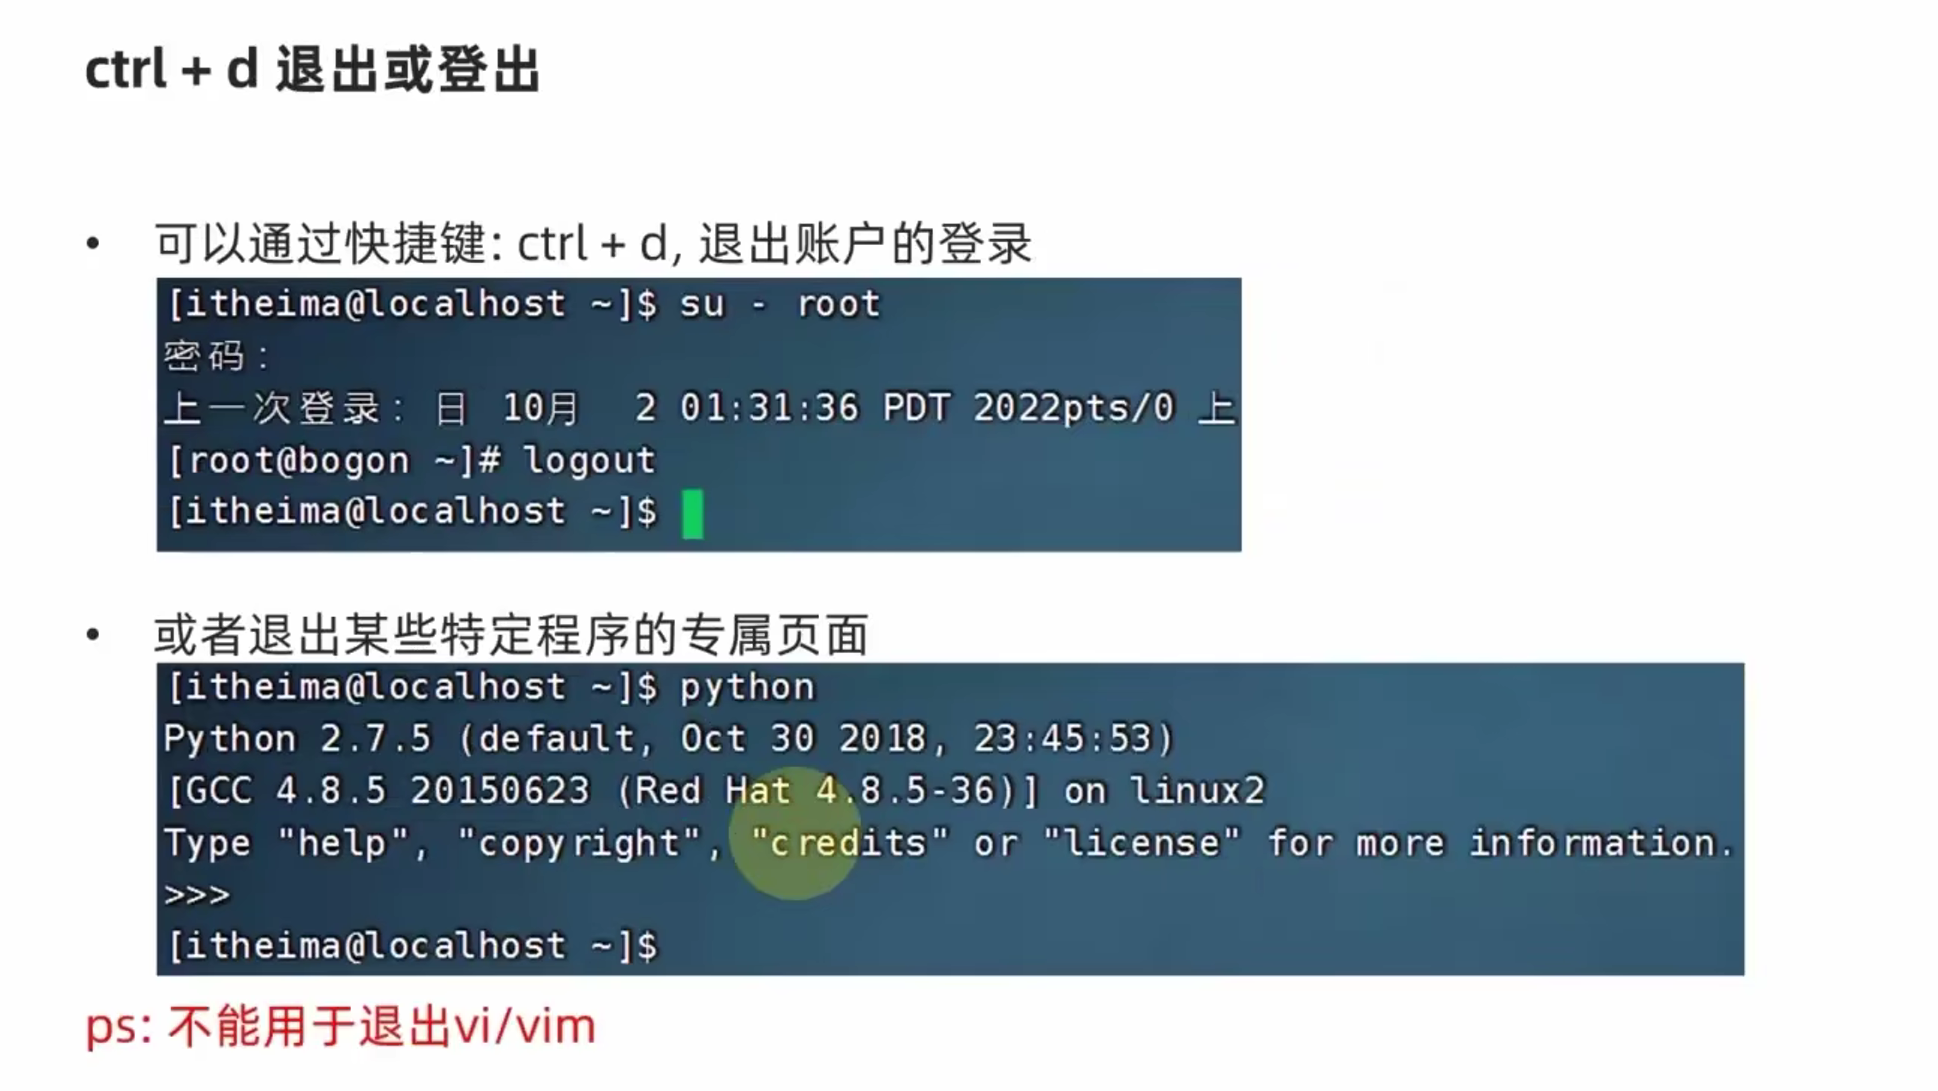 ctrl + d 退出或登出
• 可以通过快捷键: ctrl + d, 退出账户的登录
[itheima@localhost ~]$ su - root
密码：
上一次登录：日 10月  2 01:31:36 PDT 2022pts/0 上
[root@bogon ~]# logout
[itheima@localhost ~]$
• 或者退出某些特定程序的专属页面
[itheima@localhost ~]$ python
Python 2.7.5 (default, Oct 30 2018, 23:45:53)
[GCC 4.8.5 20150623 (Red Hat 4.8.5-36)] on linux2
Type "help", "copyright", "credits" or "license" for more information.
>>>
[itheima@localhost ~]$
ps: 不能用于退出vi/vim